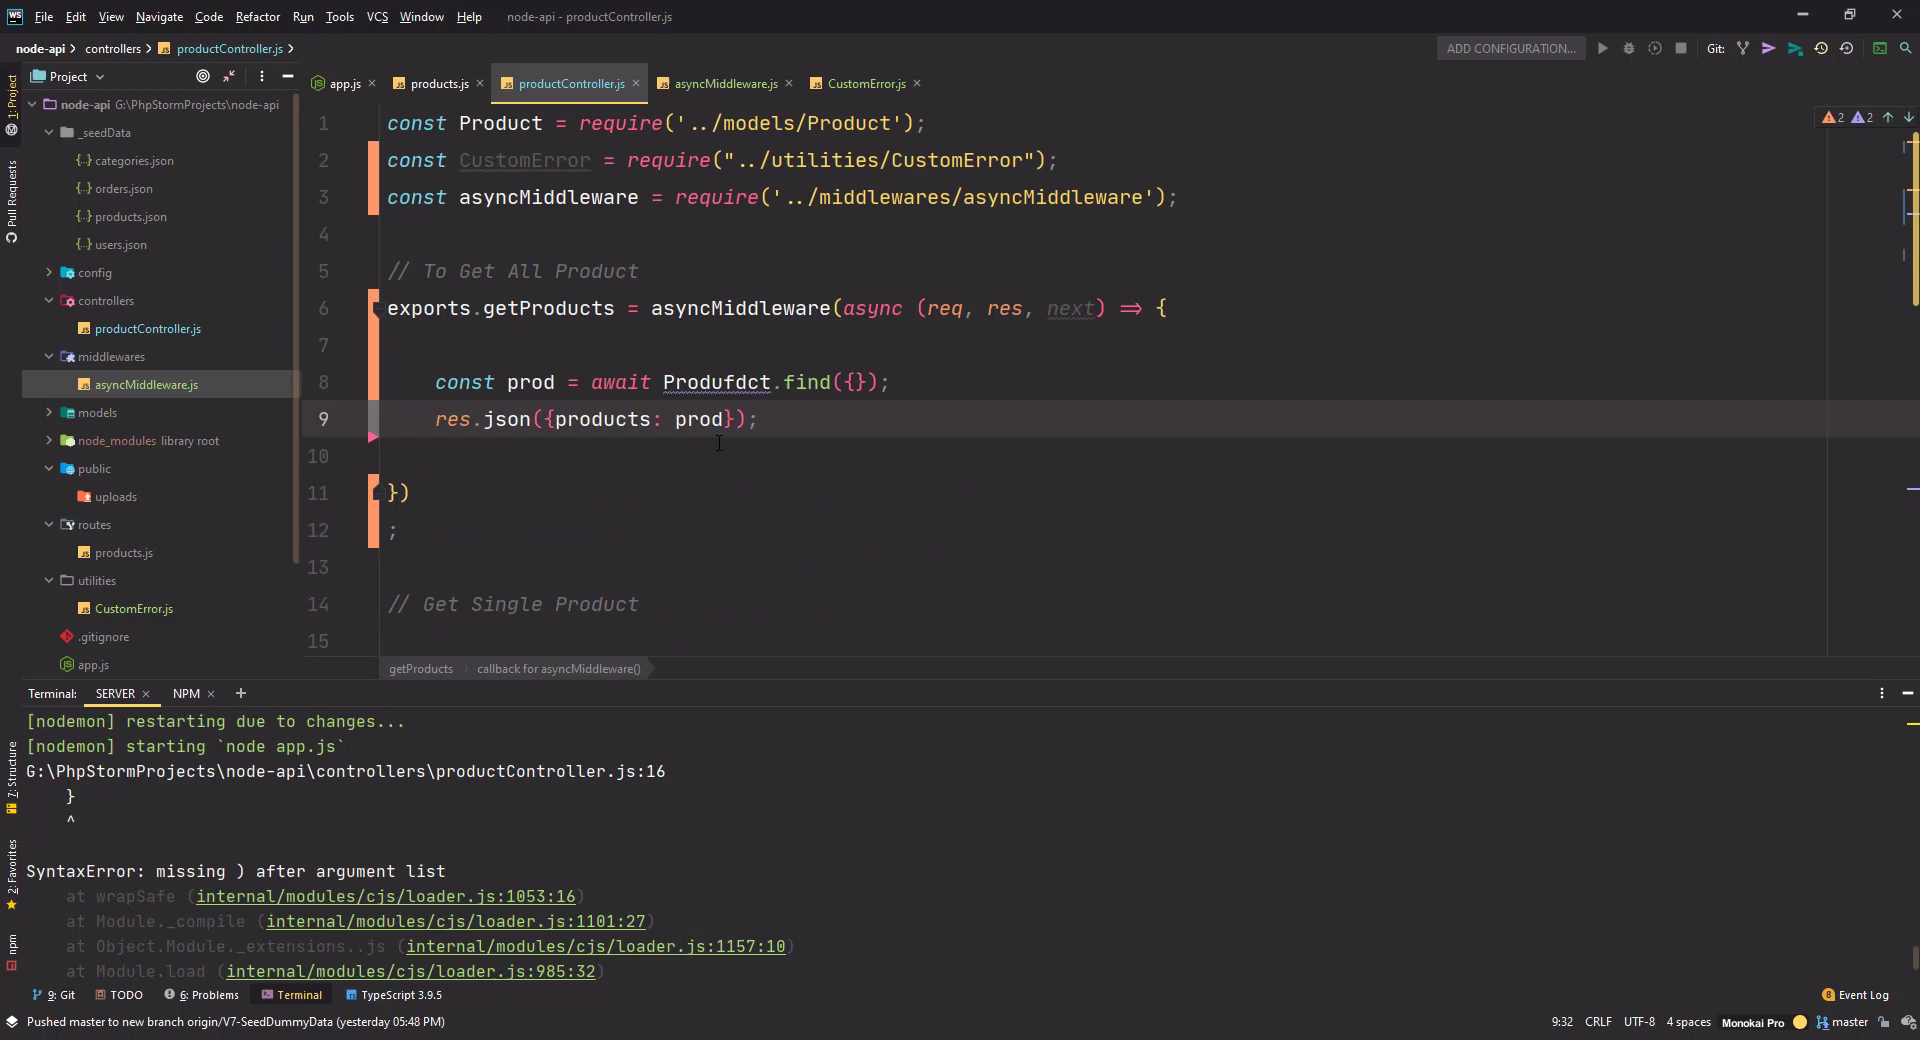 File Edit View Navigate Code Refactor Run Tools VCS Window Help node-api - productController.js
node-api controllers productController.js
ADD CONFIGURATION... Git:
Project
app.js products.js productController.js asyncMiddleware.js CustomError.js
1: Project
Pull Requests
7: Structure
2: Favorites
npm
node-api G:\PhpStormProjects\node-api
_seedData
categories.json
orders.json
products.json
users.json
config
controllers
productController.js
middlewares
asyncMiddleware.js
models
node_modules library root
public
uploads
routes
products.js
utilities
CustomError.js
.gitignore
app.js
2 2
1 const Product = require('../models/Product');
2 const CustomError = require("../utilities/CustomError");
3 const asyncMiddleware = require('../middlewares/asyncMiddleware');
4
5 // To Get All Product
6 exports.getProducts = asyncMiddleware(async (req, res, next) => {
7
8 const prod = await Produfdct.find({});
9 res.json({products: prod});
10
11 })
12 ;
13
14 // Get Single Product
15
getProducts callback for asyncMiddleware()
Terminal: SERVER NPM
[nodemon] restarting due to changes...
[nodemon] starting `node app.js`
G:\PhpStormProjects\node-api\controllers\productController.js:16
}
^
SyntaxError: missing ) after argument list
at wrapSafe (internal/modules/cjs/loader.js:1053:16)
at Module._compile (internal/modules/cjs/loader.js:1101:27)
at Object.Module._extensions..js (internal/modules/cjs/loader.js:1157:10)
at Module.load (internal/modules/cjs/loader.js:985:32)
9: Git TODO 6: Problems Terminal TypeScript 3.9.5 8 Event Log
Pushed master to new branch origin/V7-SeedDummyData (yesterday 05:48 PM) 9:32 CRLF UTF-8 4 spaces Monokai Pro master